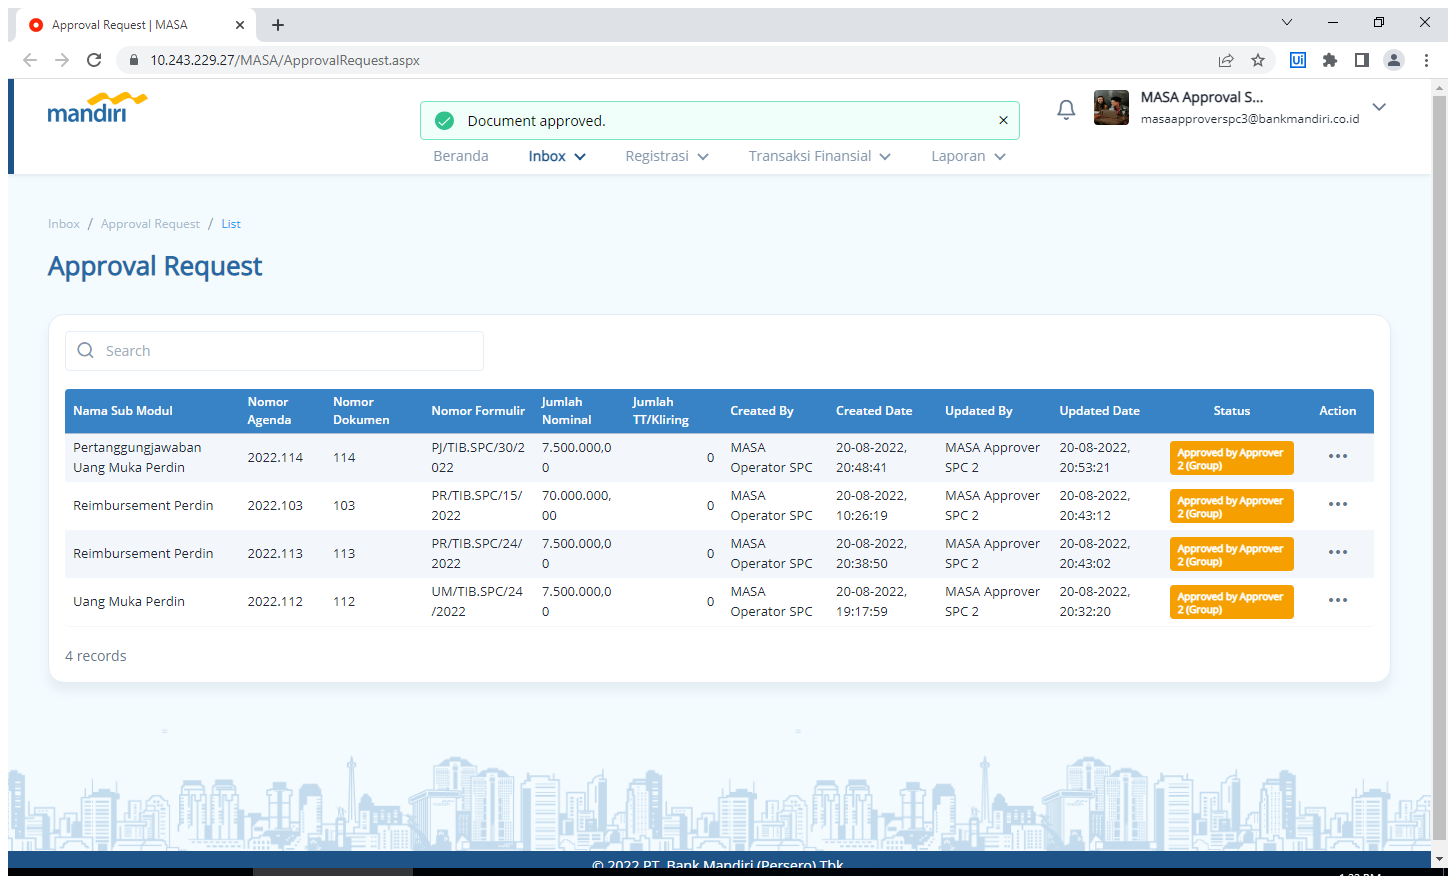 Approval Request | MASA
10.243.229.27/MASA/ApprovalRequest.aspx
mandiri
Document approved.
MASA Approval S...
masaapproverspc3@bankmandiri.co.id
Beranda
Inbox
Registrasi
Transaksi Finansial
Laporan
Inbox / Approval Request / List
Approval Request
Search
Nama Sub Modul
Nomor
Agenda
Nomor
Dokumen
Nomor Formulir
Jumlah
Nominal
Jumlah
TT/Kliring
Created By
Created Date
Updated By
Updated Date
Status
Action
Pertanggungjawaban
Uang Muka Perdin
2022.114
114
PJ/TIB.SPC/30/2
022
7.500.000,0
0
0
MASA
Operator SPC
20-08-2022,
20:48:41
MASA Approver
SPC 2
20-08-2022,
20:53:21
Approved by Approver
2 (Group)
Reimbursement Perdin
2022.103
103
PR/TIB.SPC/15/
2022
70.000.000,
00
0
MASA
Operator SPC
20-08-2022,
10:26:19
MASA Approver
SPC 2
20-08-2022,
20:43:12
Approved by Approver
2 (Group)
Reimbursement Perdin
2022.113
113
PR/TIB.SPC/24/
2022
7.500.000,0
0
0
MASA
Operator SPC
20-08-2022,
20:38:50
MASA Approver
SPC 2
20-08-2022,
20:43:02
Approved by Approver
2 (Group)
Uang Muka Perdin
2022.112
112
UM/TIB.SPC/24
/2022
7.500.000,0
0
0
MASA
Operator SPC
20-08-2022,
19:17:59
MASA Approver
SPC 2
20-08-2022,
20:32:20
Approved by Approver
2 (Group)
4 records
© 2022 PT. Bank Mandiri (Persero) Tbk